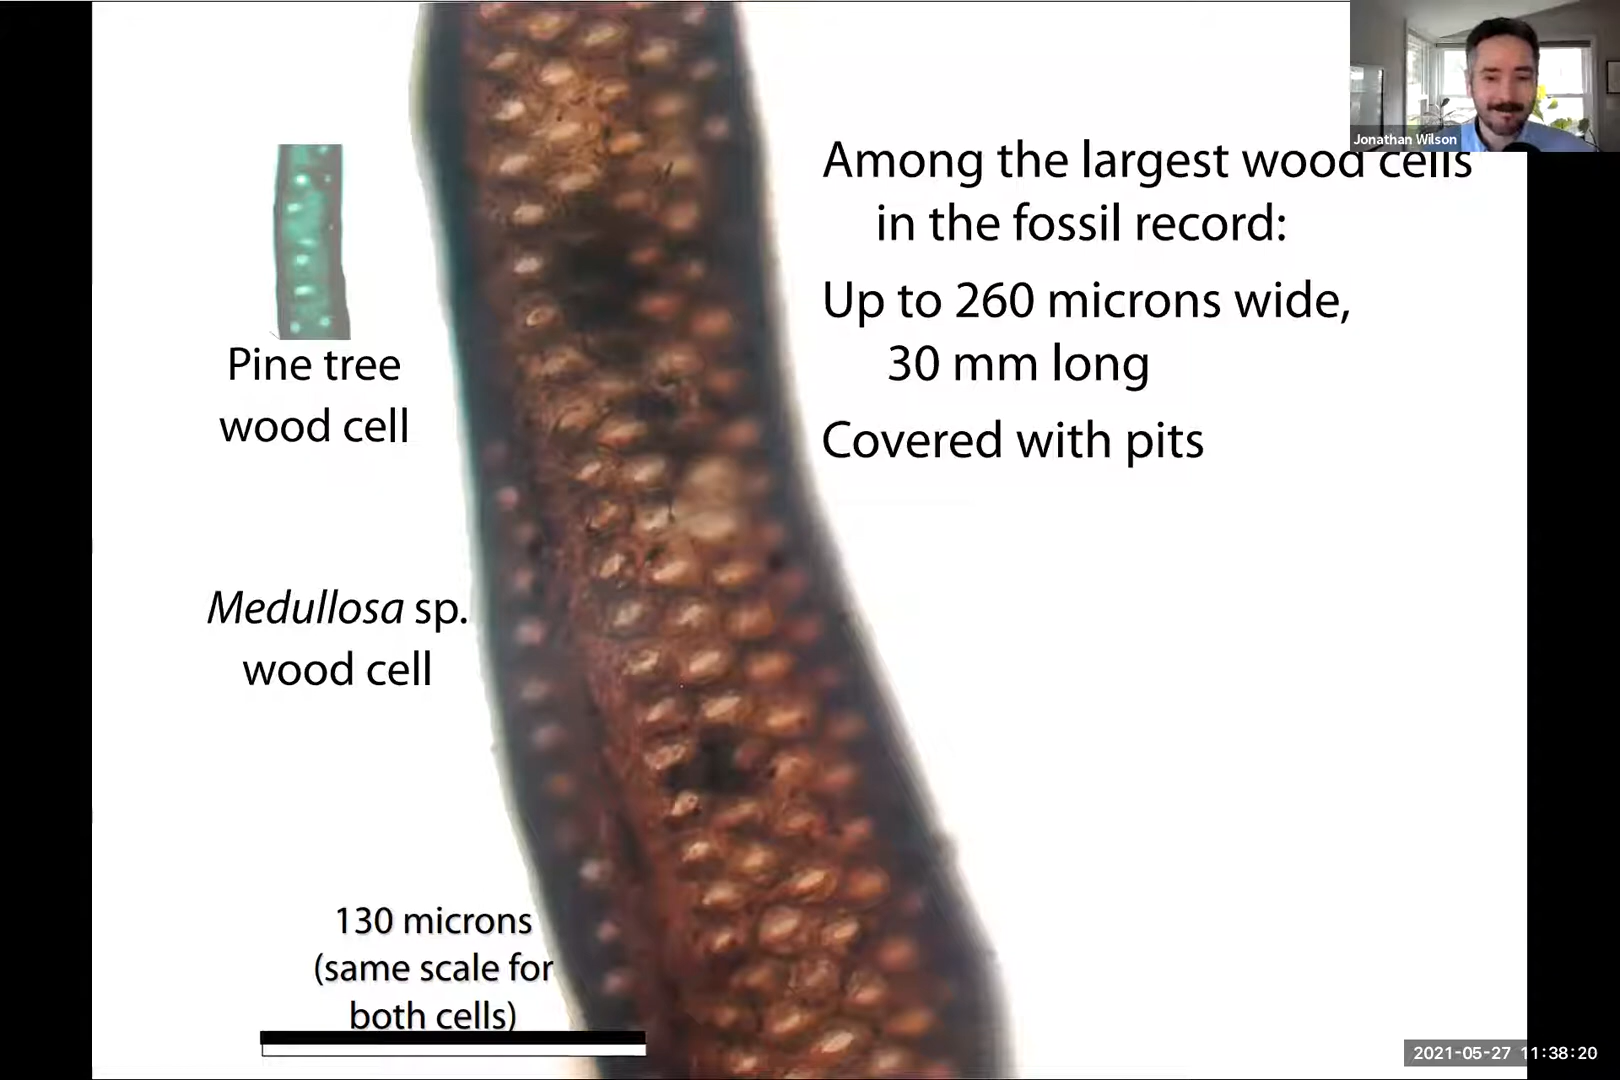 Jonathan Wilson
Among the largest wood cells
in the fossil record:
Up to 260 microns wide,
30 mm long
Covered with pits
Pine tree
wood cell
Medullosa sp.
wood cell
130 microns
(same scale for
both cells)
2021-05-27 11:38:20